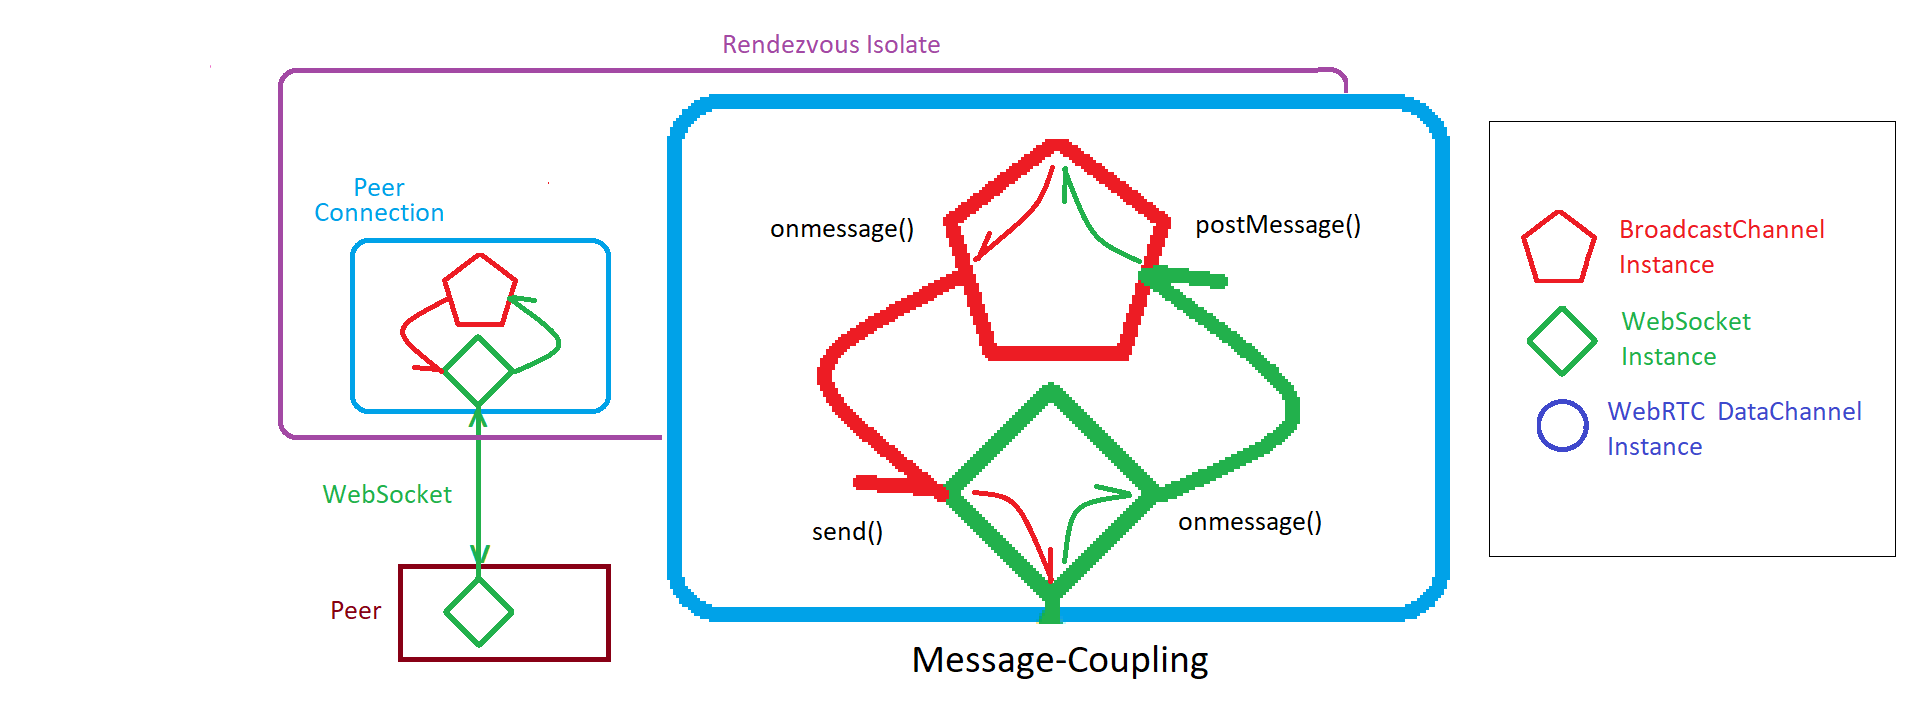 Rendezvous Isolate
Peer
Connection
onmessage()
postMessage()
send()
onmessage()
WebSocket
Peer
Message-Coupling
BroadcastChannel
Instance
WebSocket
Instance
WebRTC DataChannel
Instance